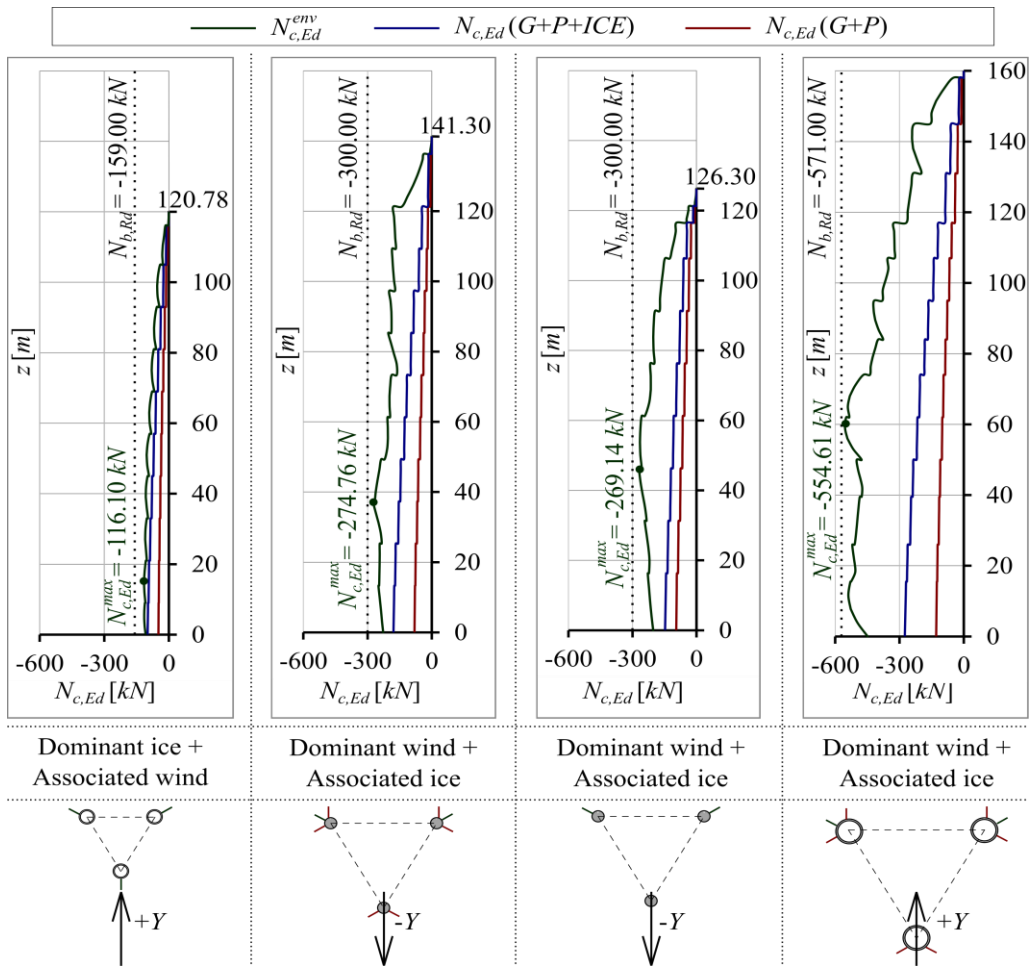 N_{c,Ed}^{env} N_{c,Ed}(G+P+ICE) N_{c,Ed}(G+P)
N_{b,Rd} = -159.00 kN
120.78
120
100
80
60
40
20
0
z [m]
N_{c,Ed}^{max} = -116.10 kN
-600 -300 0
N_{c,Ed} [kN]
N_{b,Rd} = -300.00 kN
141.30
120
100
80
60
40
20
0
z [m]
N_{c,Ed}^{max} = -274.76 kN
-600 -300 0
N_{c,Ed} [kN]
N_{b,Rd} = -300.00 kN
126.30
120
100
80
60
40
20
0
z [m]
N_{c,Ed}^{max} = -269.14 kN
-600 -300 0
N_{c,Ed} [kN]
N_{b,Rd} = -571.00 kN
160
140
120
100
80
60
40
20
0
z [m]
N_{c,Ed}^{max} = -554.61 kN
-600 -300 0
N_{c,Ed} [kN]
Dominant ice +
Associated wind
Dominant wind +
Associated ice
Dominant wind +
Associated ice
Dominant wind +
Associated ice
+Y
-Y
-Y
+Y